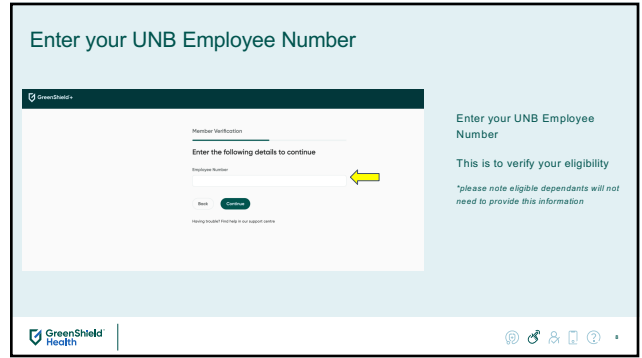 Enter your UNB Employee Number
GreenShield+
Member Verification
Enter the following details to continue
Employee Number
Back
Continue
Having trouble? Find help in our support centre
Enter your UNB Employee
Number
This is to verify your eligibility
*please note eligible dependants will not
need to provide this information
GreenShield™
Health
8